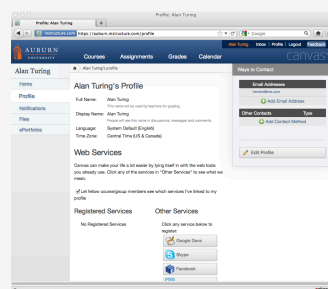 Profile: Alan Turing
Profile: Alan Turing
instructure.com https://auburn.instructure.com/profile
Google
Alan Turing Inbox Profile Logout Feedback
AUBURN
UNIVERSITY
Courses Assignments Grades Calendar
canvas
Alan Turing
Alan Turing's profile
Home
Profile
Notifications
Files
ePortfolios
Alan Turing's Profile
Full Name: Alan Turing
This name will be used by teachers for grading.
Display Name: Alan Turing
People will see this name in discussions, messages and comments.
Language: System Default (English)
Time Zone: Central Time (US & Canada)
Web Services
Canvas can make your life a lot easier by tying itself in with the web tools
you already use. Click any of the services in "Other Services" to see what we
mean.
Let fellow course/group members see which services I've linked to my
profile
Registered Services
No Registered Services
Other Services
Click any service below to
register:
Google Docs
Skype
Facebook
Ways to Contact
Email Addresses
Add Email Address
Other Contacts Type
Add Contact Method
Edit Profile